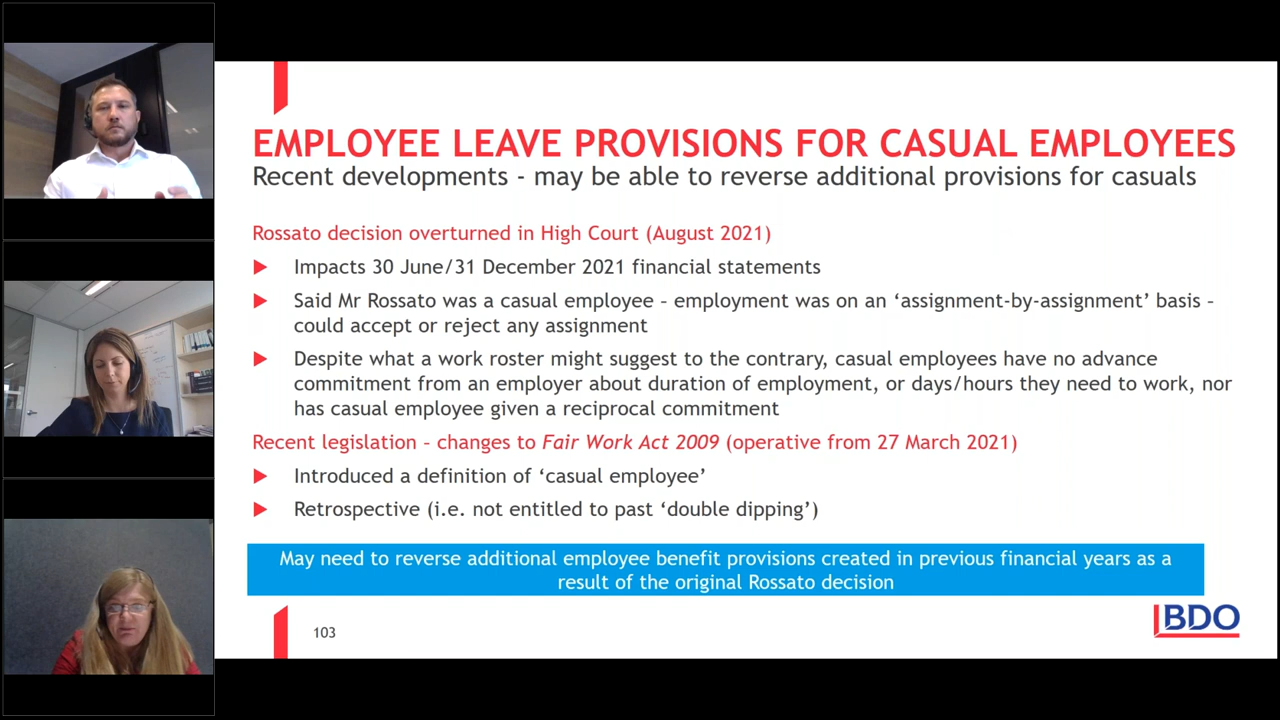 EMPLOYEE LEAVE PROVISIONS FOR CASUAL EMPLOYEES
Recent developments - may be able to reverse additional provisions for casuals
Rossato decision overturned in High Court (August 2021)
Impacts 30 June/31 December 2021 financial statements
Said Mr Rossato was a casual employee – employment was on an ‘assignment-by-assignment’ basis –
could accept or reject any assignment
Despite what a work roster might suggest to the contrary, casual employees have no advance
commitment from an employer about duration of employment, or days/hours they need to work, nor
has casual employee given a reciprocal commitment
Recent legislation – changes to Fair Work Act 2009 (operative from 27 March 2021)
Introduced a definition of ‘casual employee’
Retrospective (i.e. not entitled to past ‘double dipping’)
May need to reverse additional employee benefit provisions created in previous financial years as a
result of the original Rossato decision
103
BDO